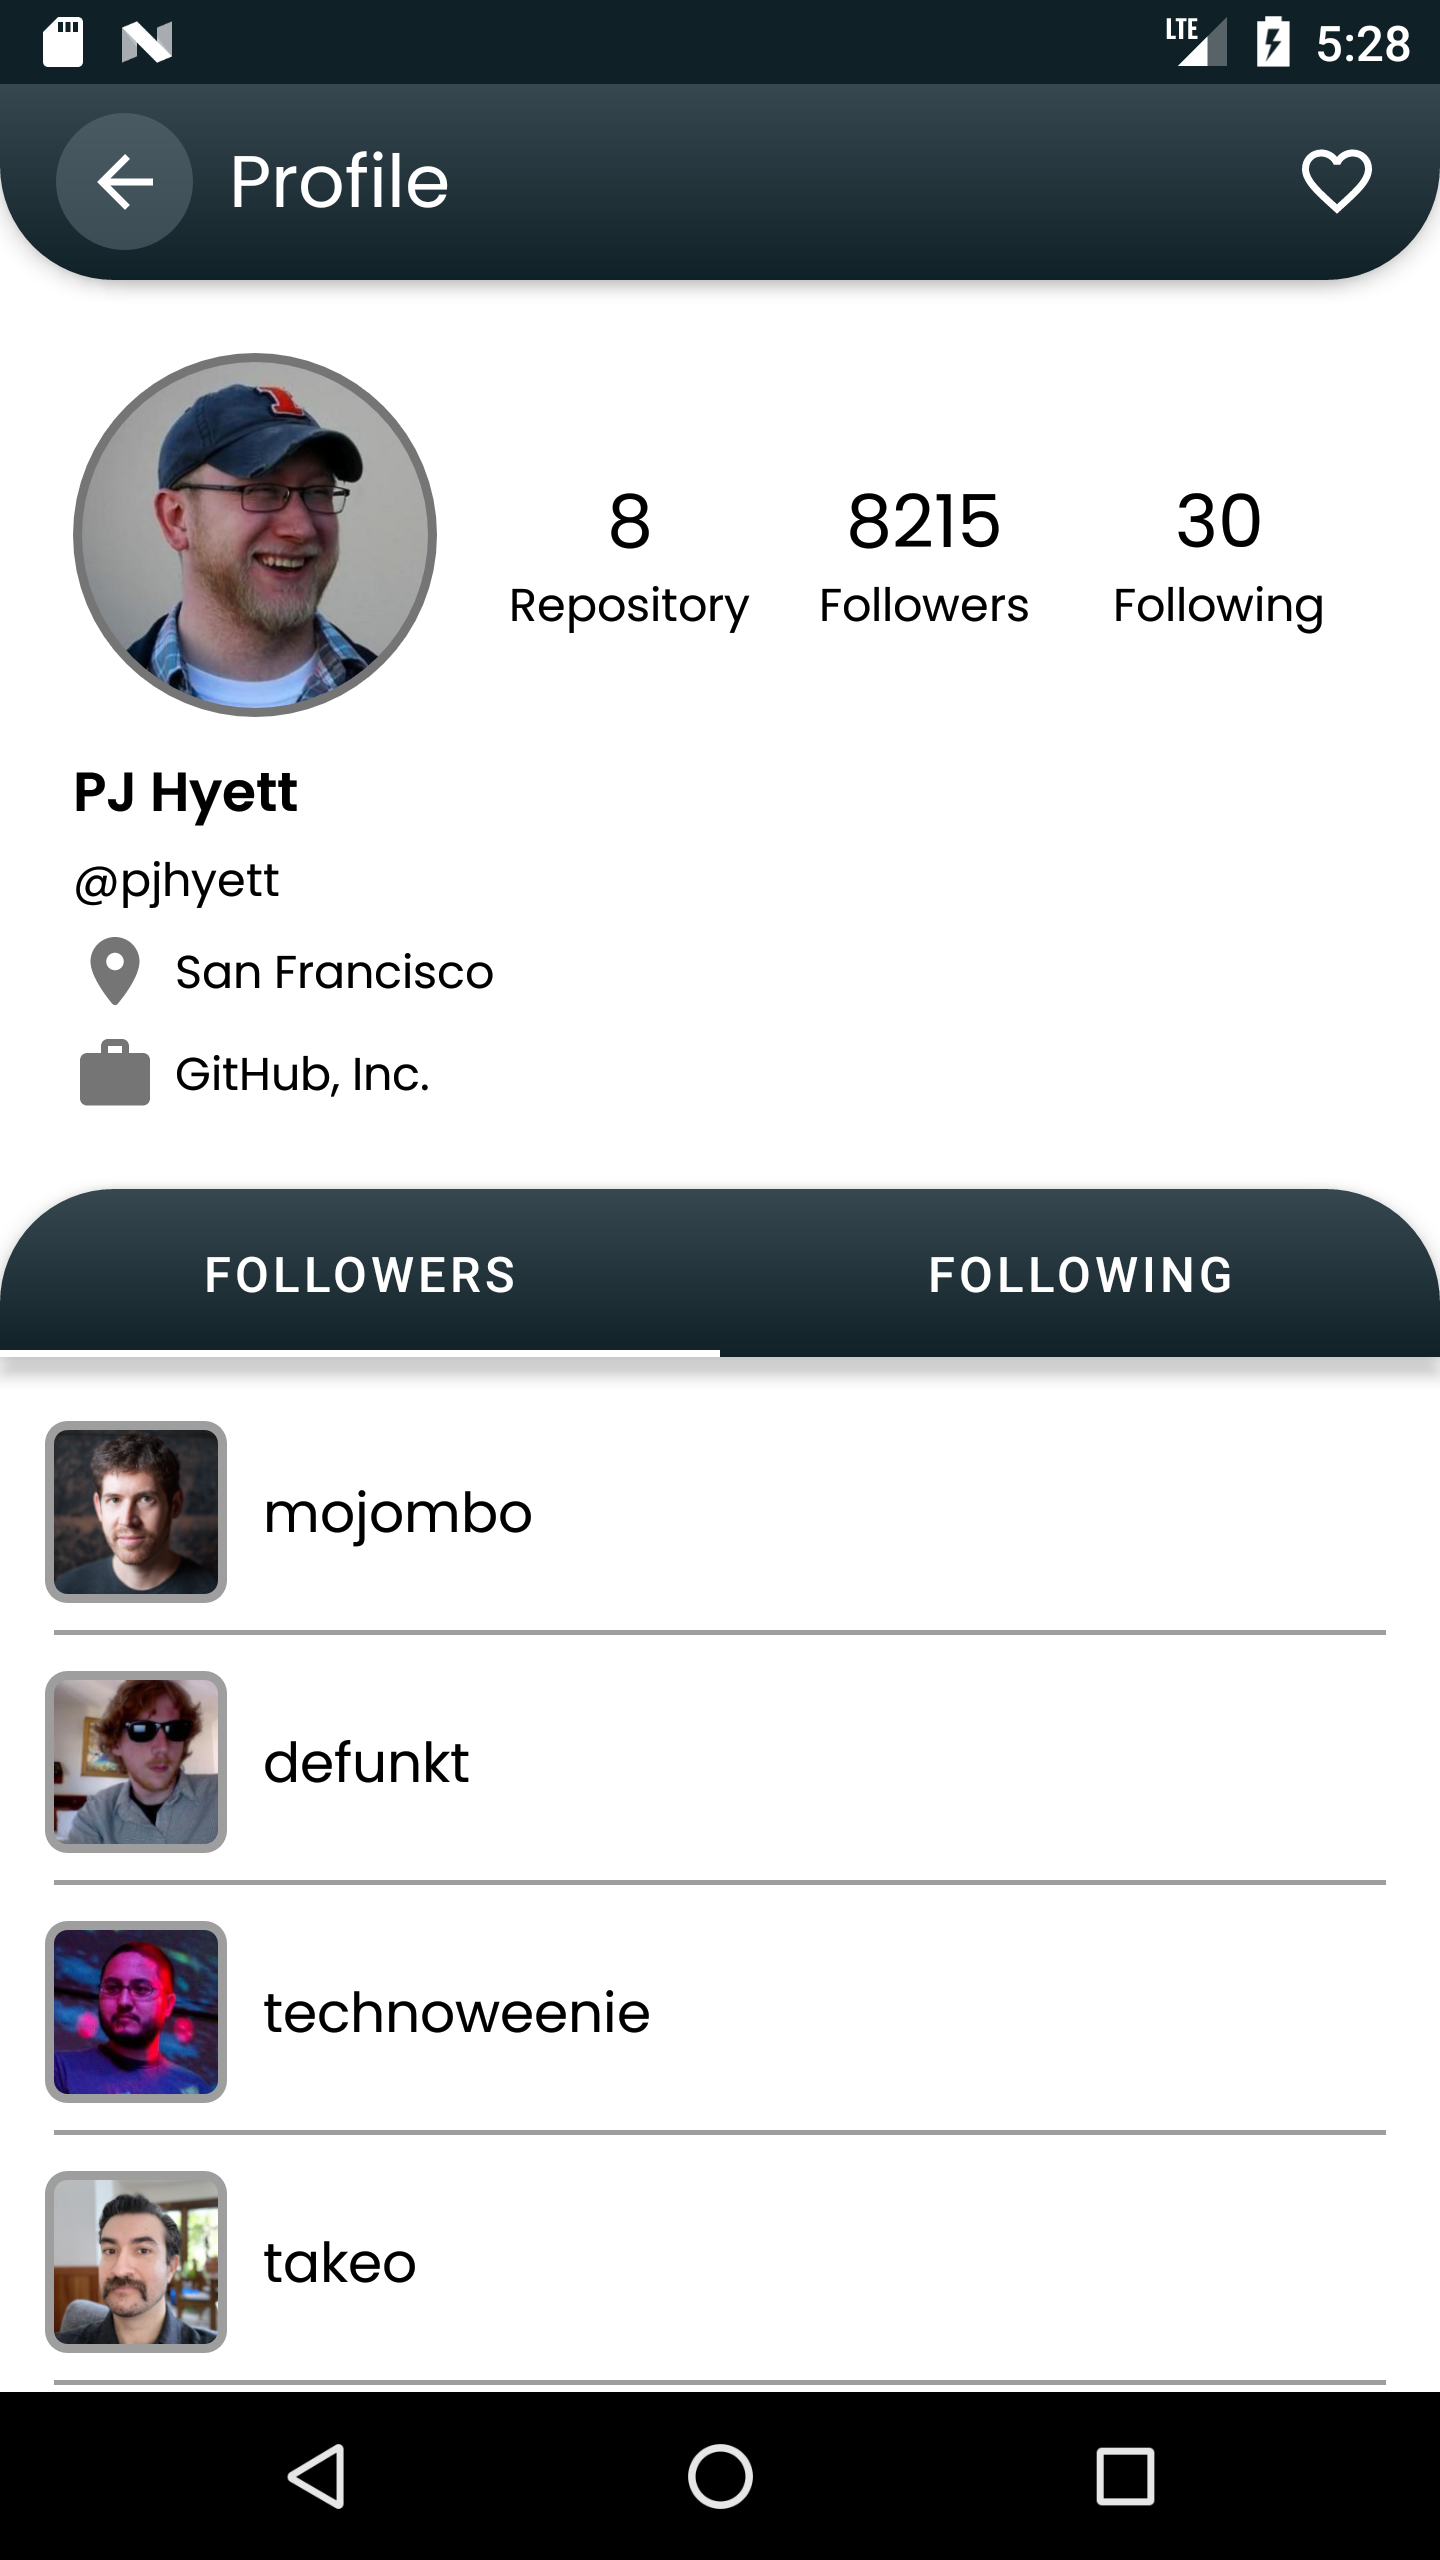 LTE 5:28
Profile
8 8215 30
Repository Followers Following
PJ Hyett
@pjhyett
San Francisco
GitHub, Inc.
FOLLOWERS FOLLOWING
mojombo
defunkt
technoweenie
takeo